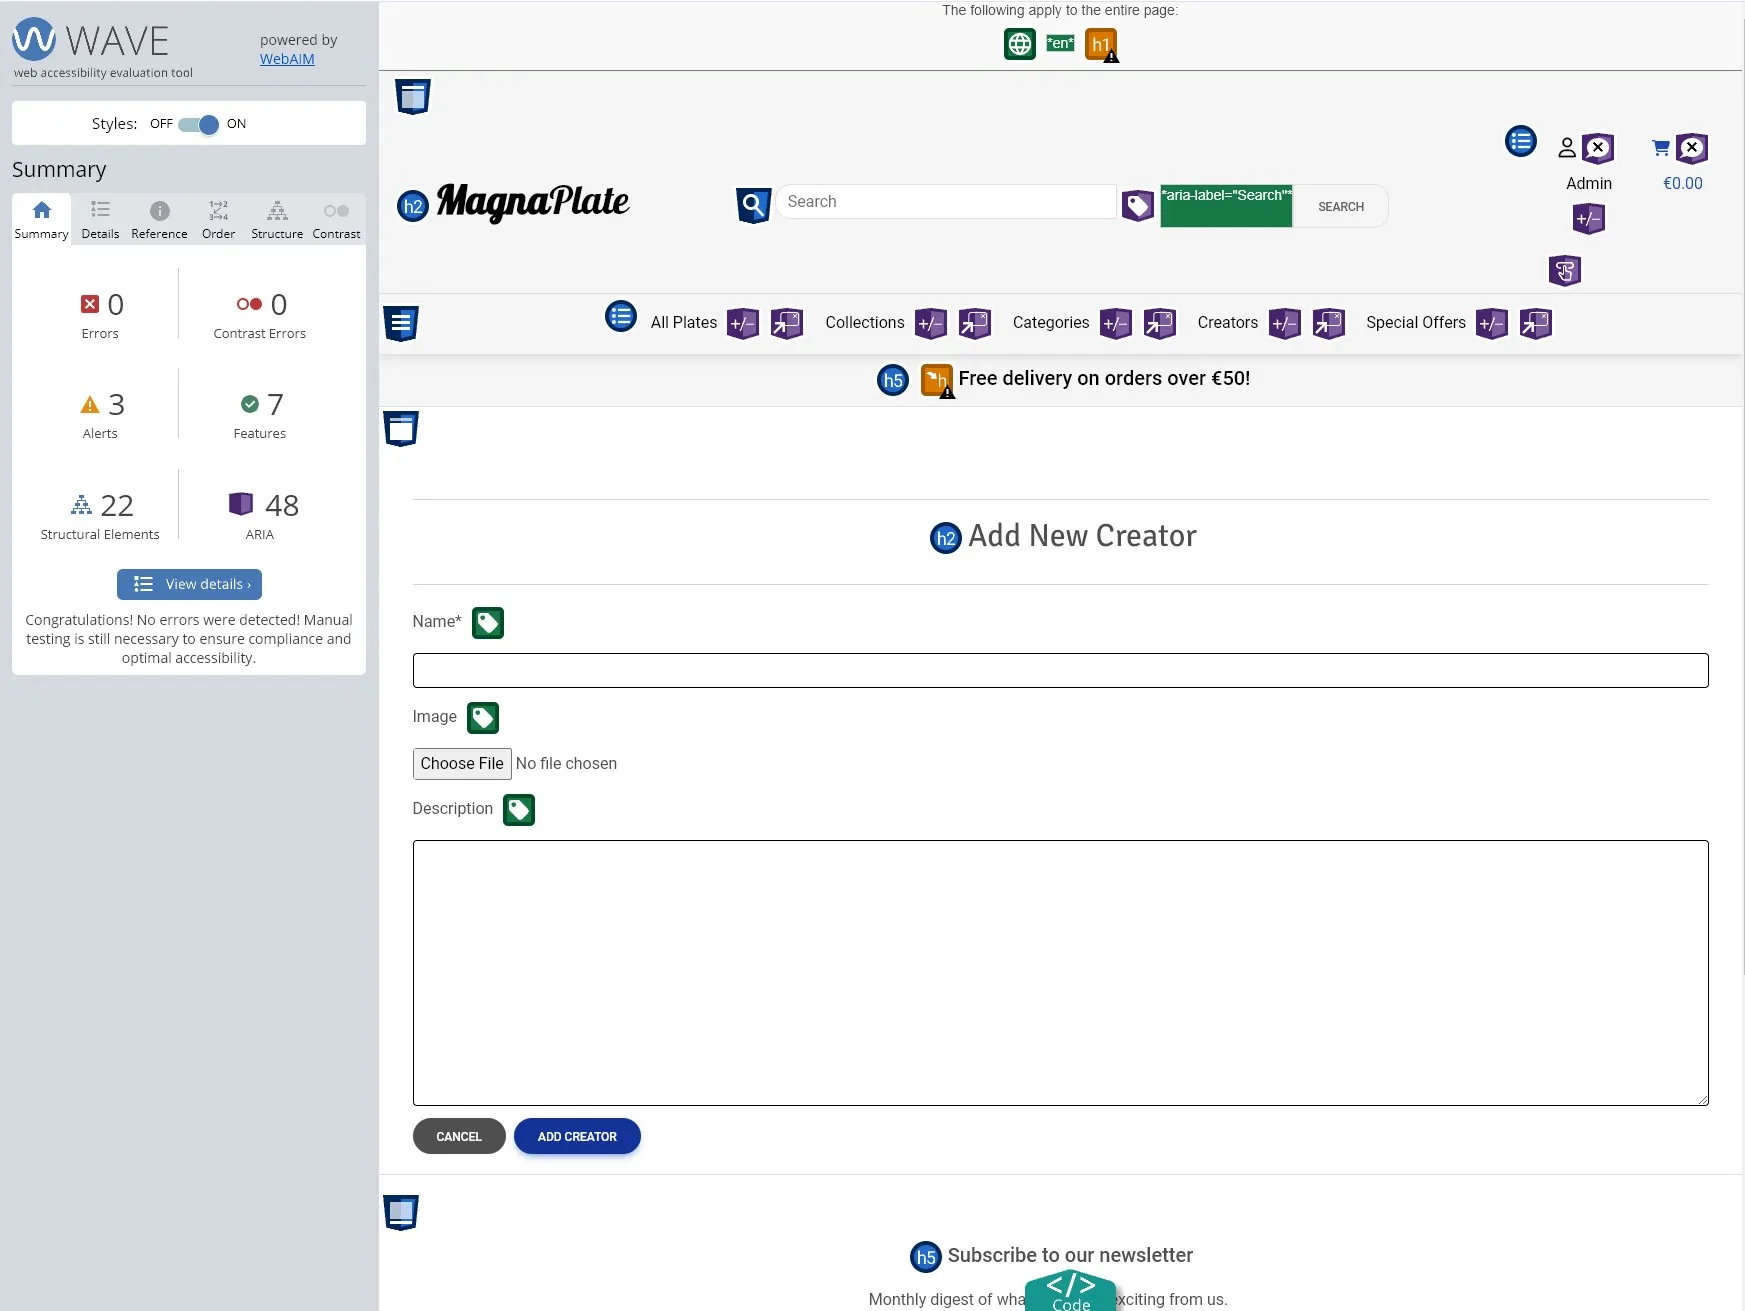 WAVE
web accessibility evaluation tool
powered by
WebAIM
Styles: OFF ON
Summary
Summary Details Reference Order Structure Contrast
0
Errors
0
Contrast Errors
3
Alerts
7
Features
22
Structural Elements
48
ARIA
View details ›
Congratulations! No errors were detected! Manual
testing is still necessary to ensure compliance and
optimal accessibility.
The following apply to the entire page:
*en* h1
h2 MagnaPlate
Search
*aria-label="Search"*
SEARCH
Admin
+/−
€0.00
All Plates +/− Collections +/− Categories +/− Creators +/− Special Offers +/−
h5 h Free delivery on orders over €50!
h2 Add New Creator
Name*
Image
Choose File No file chosen
Description
CANCEL ADD CREATOR
h5 Subscribe to our newsletter
Monthly digest of wha xciting from us.
</>
Code